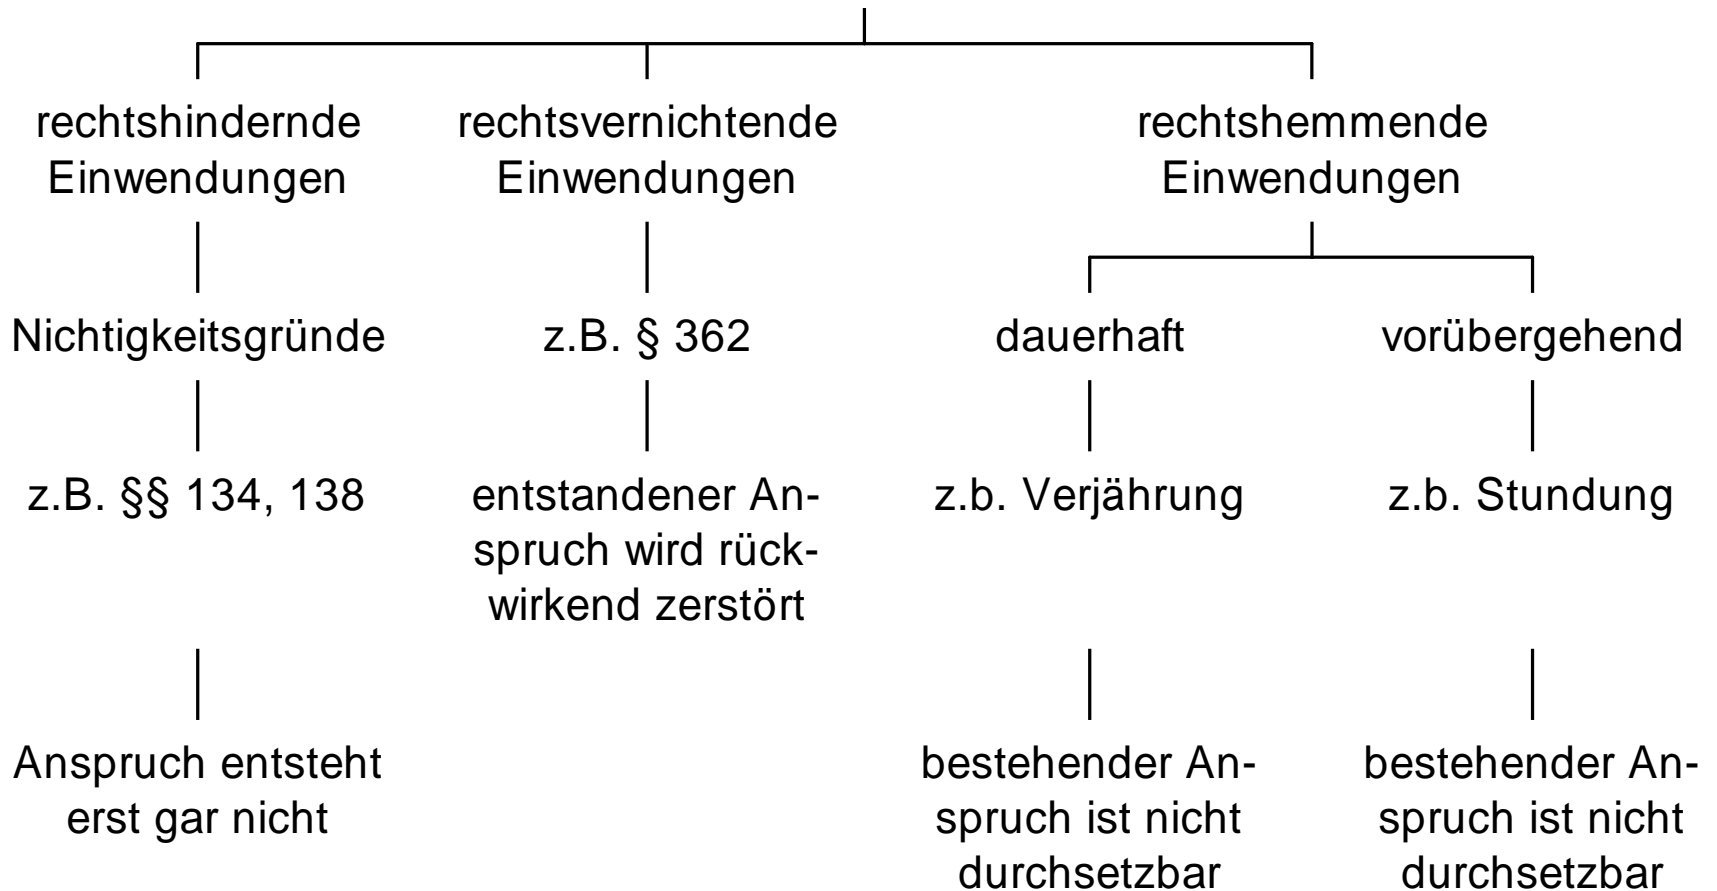 rechtshindernde
Einwendungen
rechtsvernichtende
Einwendungen
rechtshemmende
Einwendungen
Nichtigkeitsgründe
z.B. § 362
dauerhaft
vorübergehend
z.B. §§ 134, 138
entstandener An-
spruch wird rück-
wirkend zerstört
z.b. Verjährung
z.b. Stundung
Anspruch entsteht
erst gar nicht
bestehender An-
spruch ist nicht
durchsetzbar
bestehender An-
spruch ist nicht
durchsetzbar